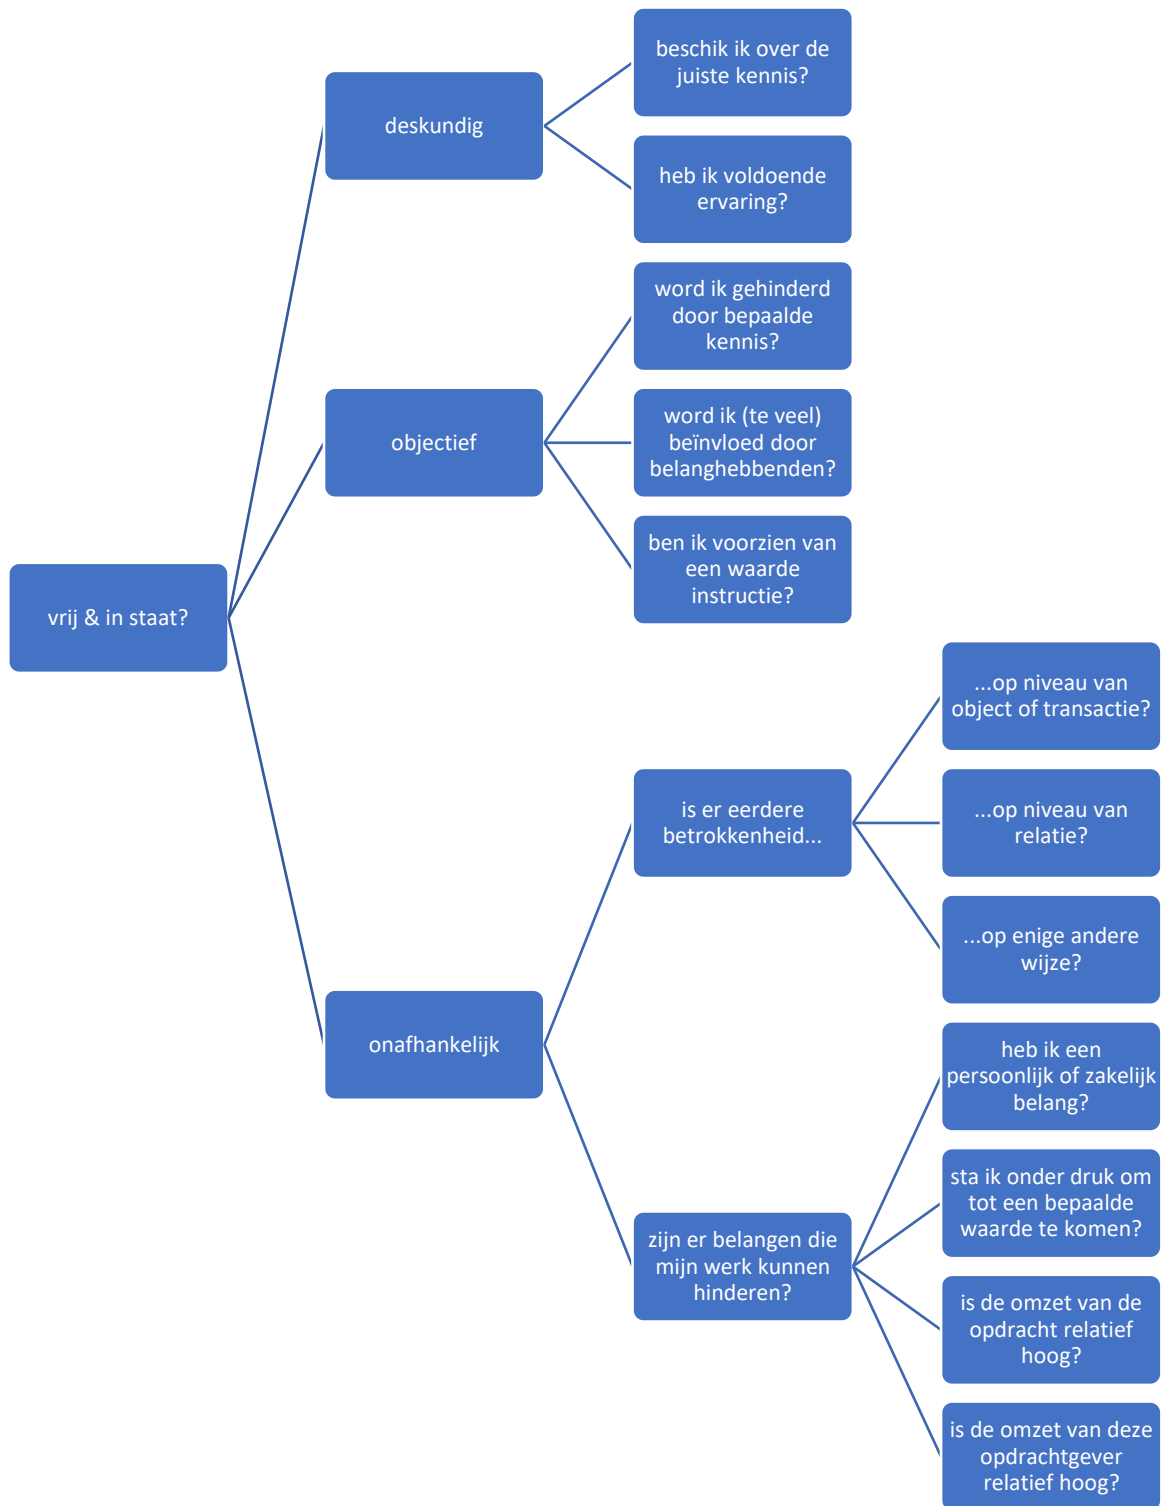 beschik ik over de
juiste kennis?
deskundig
heb ik voldoende
ervaring?
word ik gehinderd
door bepaalde
kennis?
word ik (te veel)
beïnvloed door
belanghebbenden?
objectief
ben ik voorzien van
een waarde
instructie?
vrij & in staat?
...op niveau van
object of transactie?
is er eerdere
betrokkenheid...
...op niveau van
relatie?
...op enige andere
wijze?
onafhankelijk
heb ik een
persoonlijk of zakelijk
belang?
sta ik onder druk om
tot een bepaalde
waarde te komen?
zijn er belangen die
mijn werk kunnen
hinderen?
is de omzet van de
opdracht relatief
hoog?
is de omzet van deze
opdrachtgever
relatief hoog?